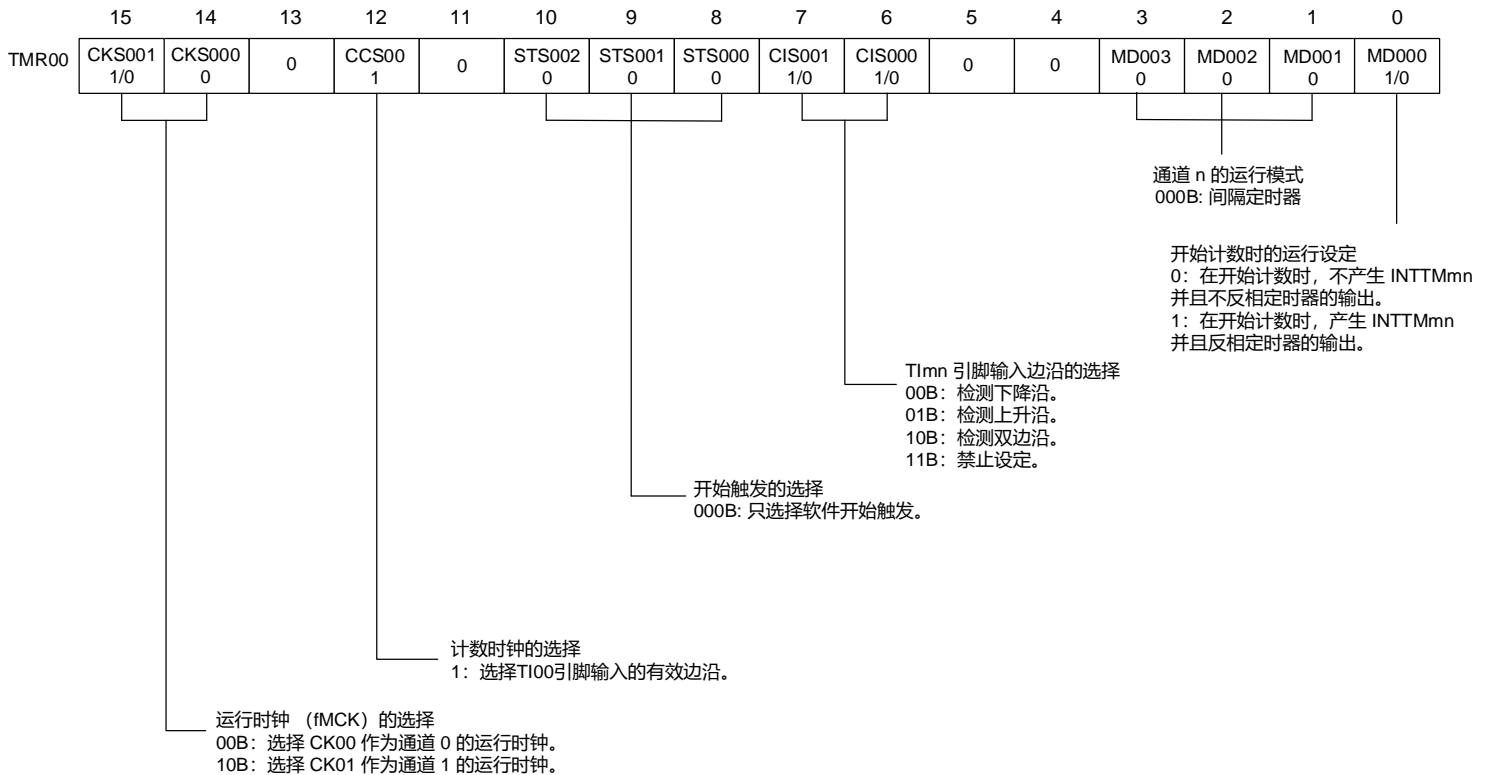 15 14 13 12 11 10 9 8 7 6 5 4 3 2 1 0
TMR00 CKS001 CKS000 0 CCS00 0 STS002 STS001 STS000 CIS001 CIS000 0 0 MD003 MD002 MD001 MD000
1/0 0 1 0 0 0 1/0 1/0 0 0 0 1/0
通道 n 的运行模式
000B: 间隔定时器
开始计数时的运行设定
0：在开始计数时，不产生 INTTMmn
并且不反相定时器的输出。
1：在开始计数时，产生 INTTMmn
并且反相定时器的输出。
TImn 引脚输入边沿的选择
00B：检测下降沿。
01B：检测上升沿。
10B：检测双边沿。
11B：禁止设定。
开始触发的选择
000B: 只选择软件开始触发。
计数时钟的选择
1：选择TI00引脚输入的有效边沿。
运行时钟 （fMCK）的选择
00B：选择 CK00 作为通道 0 的运行时钟。
10B：选择 CK01 作为通道 1 的运行时钟。